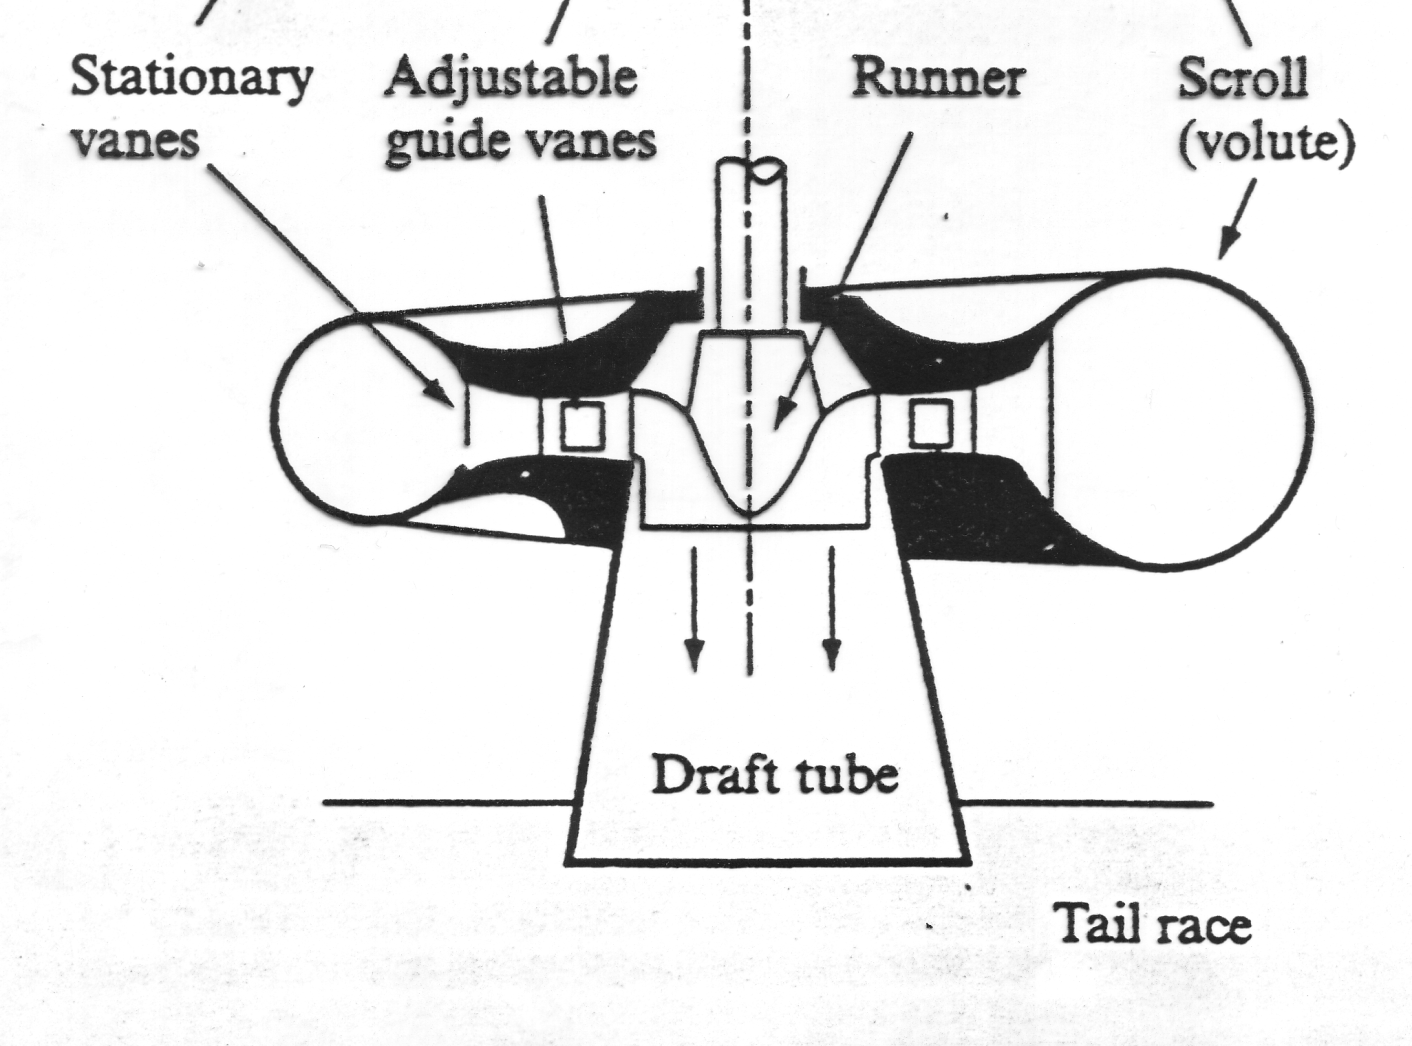 Stationary
vanes
Adjustable
guide vanes
Runner
Scroll
(volute)
Draft tube
Tail race